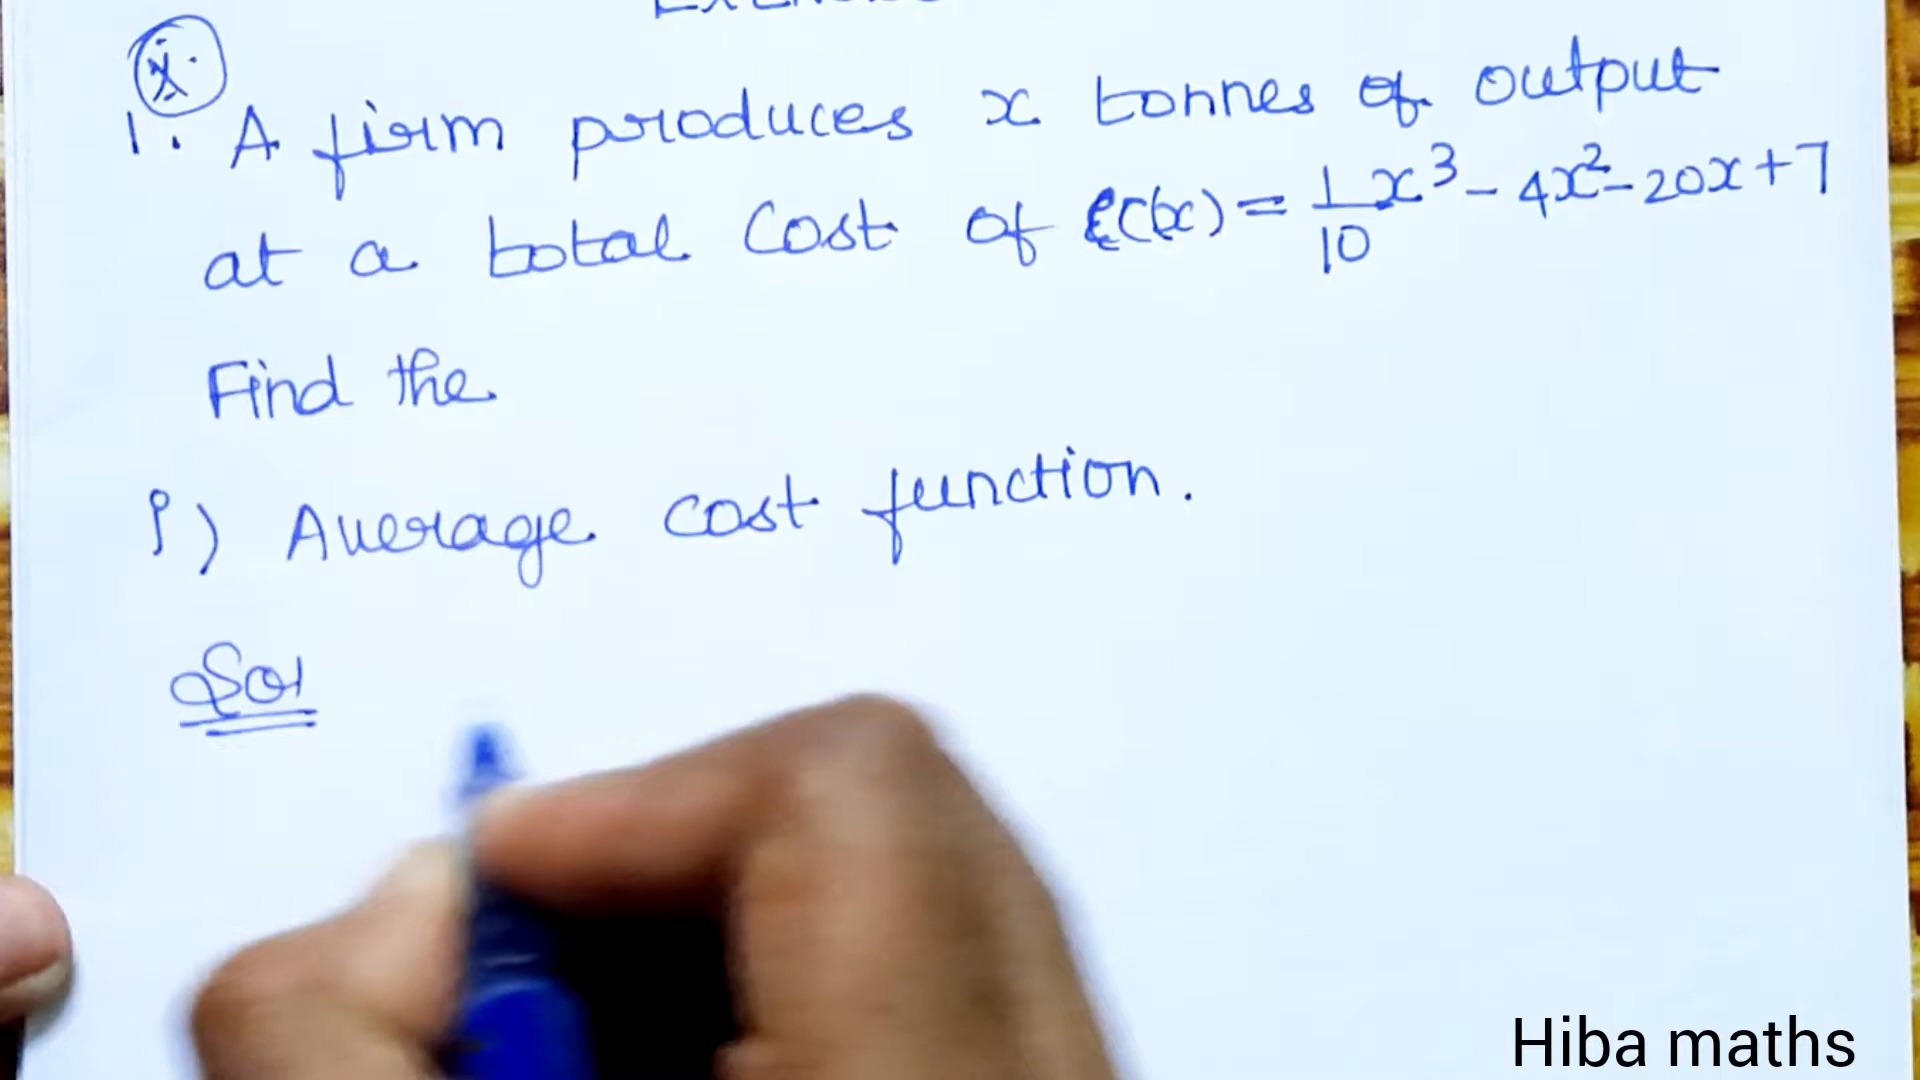 1. A firm produces x tonnes of output
at a total cost of C(x) = 1/10 x³ - 4x² - 20x + 7
Find the
i) Average cost function.
Sol
Hiba maths